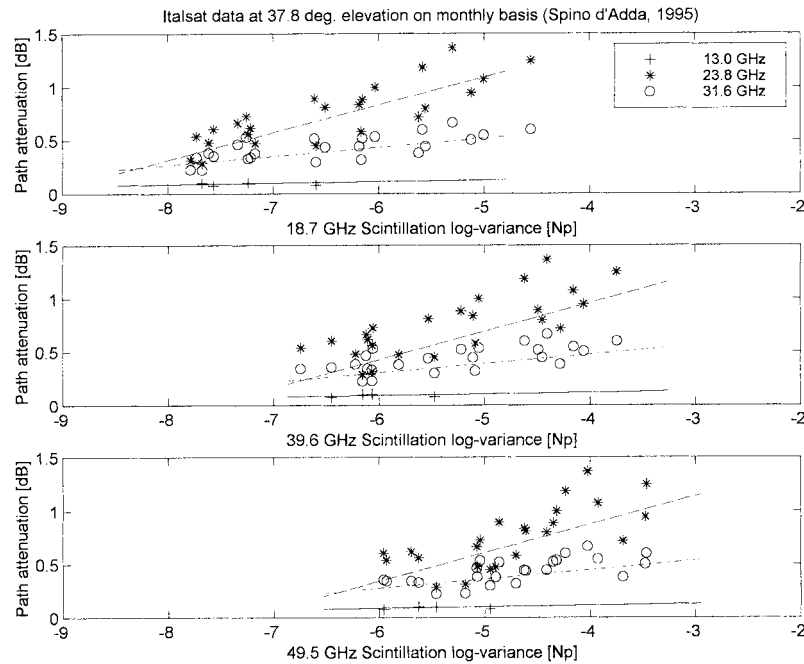 Italsat data at 37.8 deg. elevation on monthly basis (Spino d'Adda, 1995)
Path attenuation [dB]
1.5
1
0.5
0
-9 -8 -7 -6 -5 -4 -3 -2
+ 13.0 GHz
* 23.8 GHz
○ 31.6 GHz
18.7 GHz Scintillation log-variance [Np]
Path attenuation [dB]
1.5
1
0.5
0
-9 -8 -7 -6 -5 -4 -3 -2
39.6 GHz Scintillation log-variance [Np]
Path attenuation [dB]
1.5
1
0.5
0
-9 -8 -7 -6 -5 -4 -3 -2
49.5 GHz Scintillation log-variance [Np]